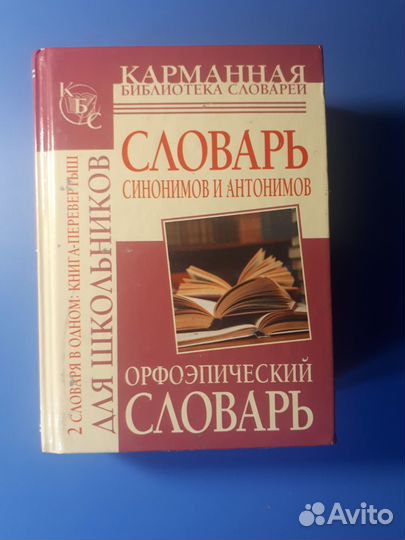 КБС
КАРМАННАЯ
БИБЛИОТЕКА СЛОВАРЕЙ
СЛОВАРЬ
СИНОНИМОВ И АНТОНИМОВ
2 СЛОВАРЯ В ОДНОМ: КНИГА-ПЕРЕВЕРТЫШ
ДЛЯ ШКОЛЬНИКОВ
ОРФОЭПИЧЕСКИЙ
СЛОВАРЬ
Avito